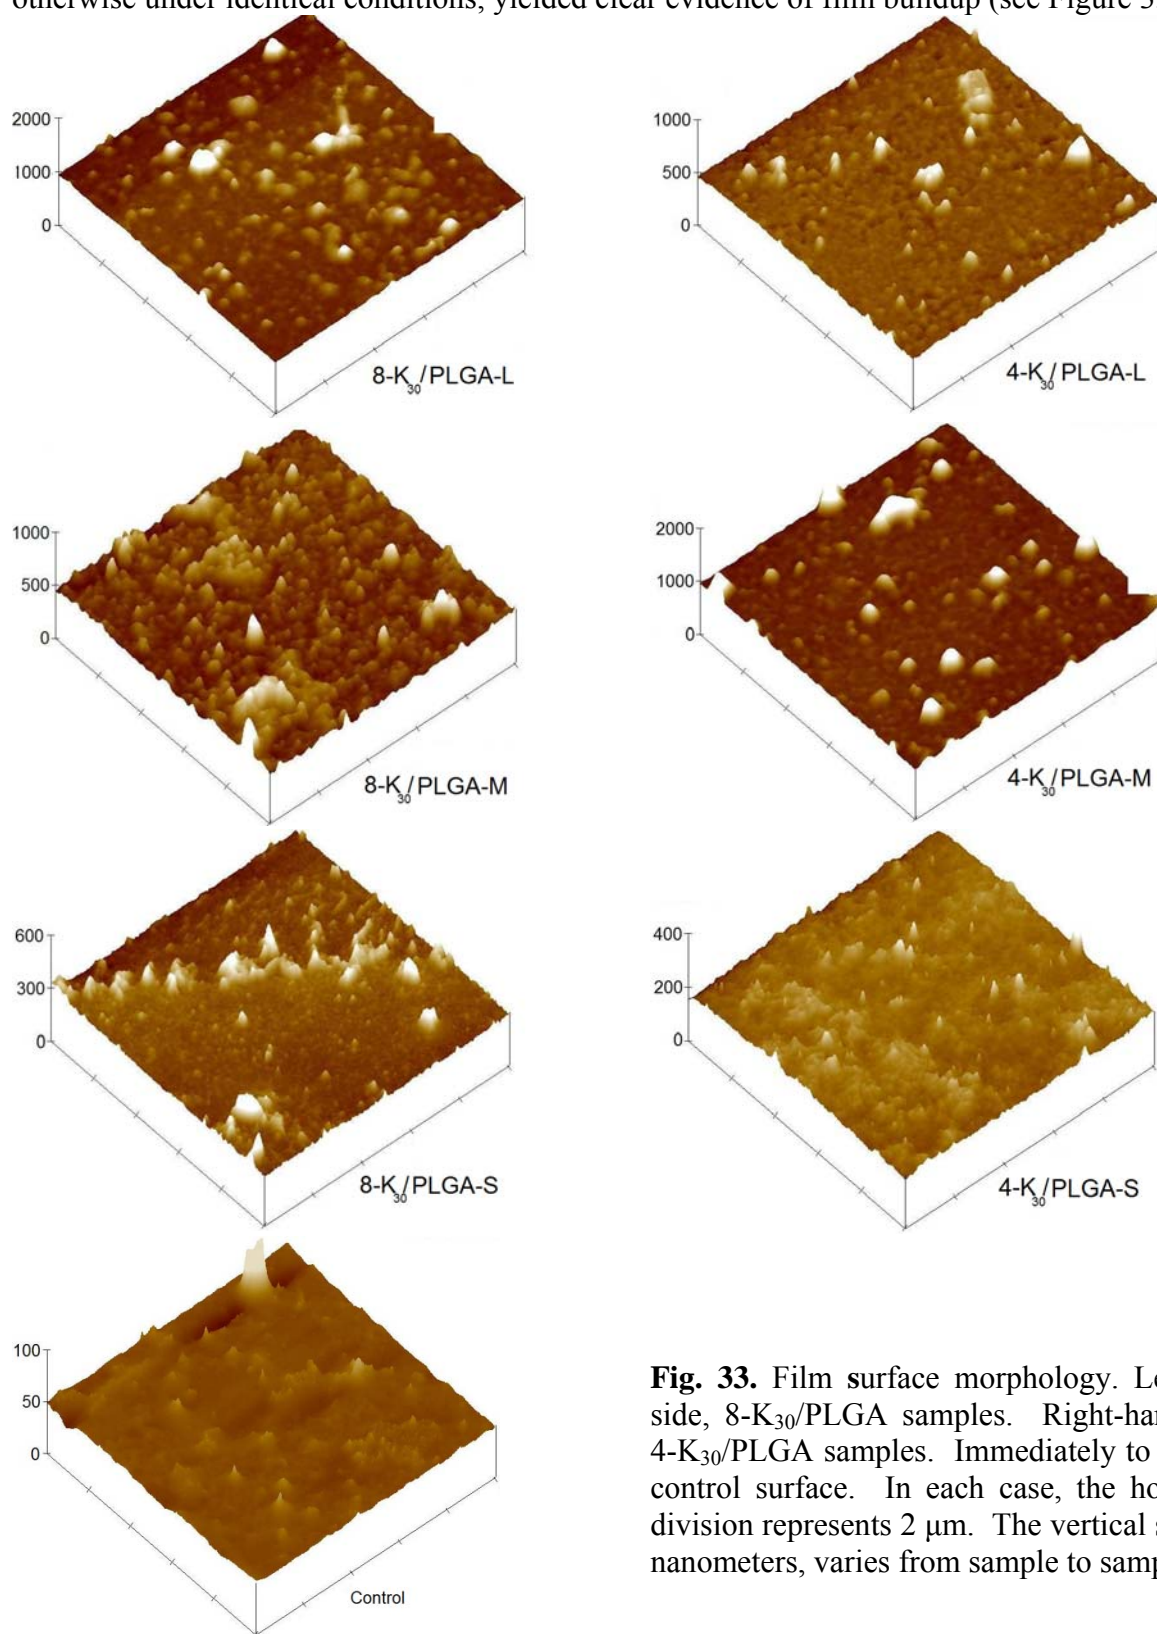 otherwise under identical conditions, yielded clear evidence of film buildup (see Figure 3
2000
1000
0
8-K30/PLGA-L
1000
500
0
4-K30/PLGA-L
1000
500
0
8-K30/PLGA-M
2000
1000
0
4-K30/PLGA-M
600
300
0
8-K30/PLGA-S
400
200
0
4-K30/PLGA-S
100
50
0
Control
Fig. 33. Film surface morphology. Le
side, 8-K30/PLGA samples. Right-har
4-K30/PLGA samples. Immediately to
control surface. In each case, the ho
division represents 2 μm. The vertical s
nanometers, varies from sample to samp